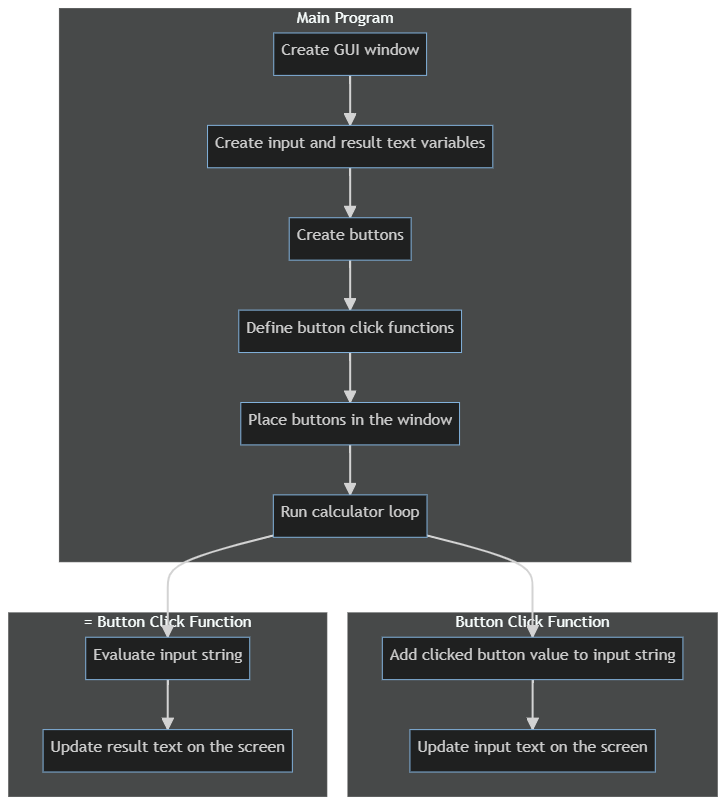 Main Program
Create GUI window
Create input and result text variables
Create buttons
Define button click functions
Place buttons in the window
Run calculator loop
= Button Click Function
Evaluate input string
Update result text on the screen
Button Click Function
Add clicked button value to input string
Update input text on the screen